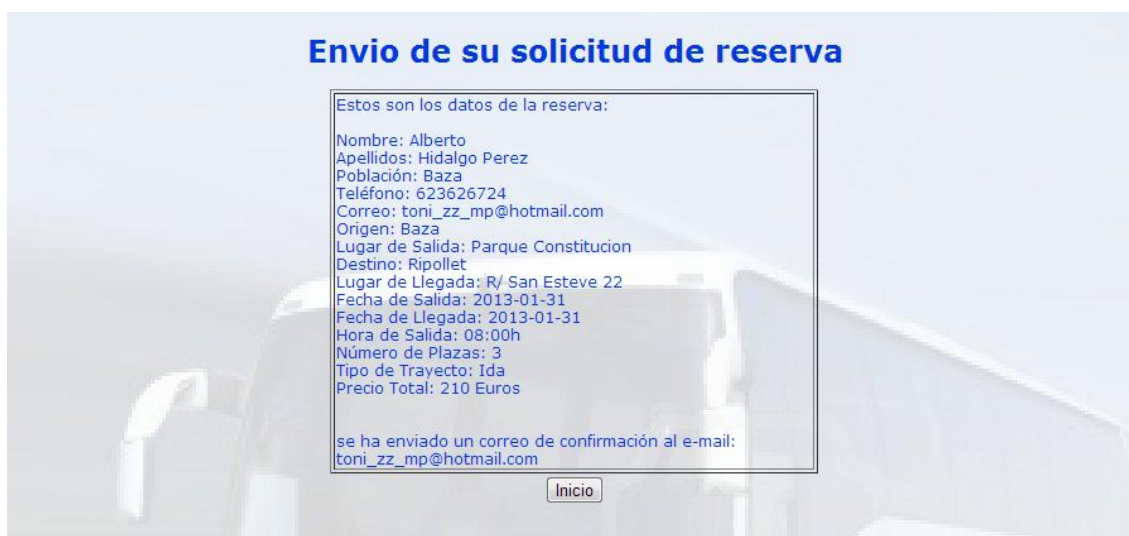 Envio de su solicitud de reserva
Estos son los datos de la reserva:
Nombre: Alberto
Apellidos: Hidalgo Perez
Población: Baza
Teléfono: 623626724
Correo: toni_zz_mp@hotmail.com
Origen: Baza
Lugar de Salida: Parque Constitucion
Destino: Ripollet
Lugar de Llegada: R/ San Esteve 22
Fecha de Salida: 2013-01-31
Fecha de Llegada: 2013-01-31
Hora de Salida: 08:00h
Número de Plazas: 3
Tipo de Trayecto: Ida
Precio Total: 210 Euros
se ha enviado un correo de confirmación al e-mail:
toni_zz_mp@hotmail.com
Inicio